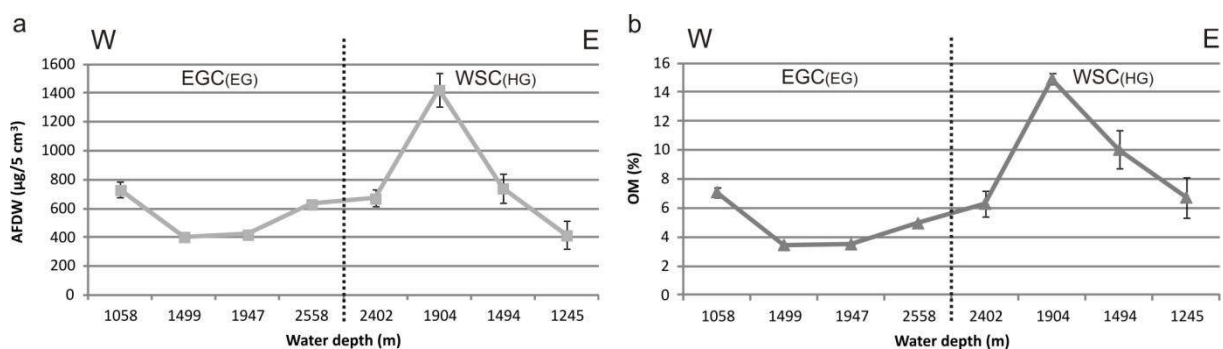 a
W E
EGC(EG) WSC(HG)
AFDW (µg/5 cm³)
1600
1400
1200
1000
800
600
400
200
0
1058 1499 1947 2558 2402 1904 1494 1245
Water depth (m)
b
W E
EGC(EG) WSC(HG)
OM (%)
16
14
12
10
8
6
4
2
0
1058 1499 1947 2558 2402 1904 1494 1245
Water depth (m)